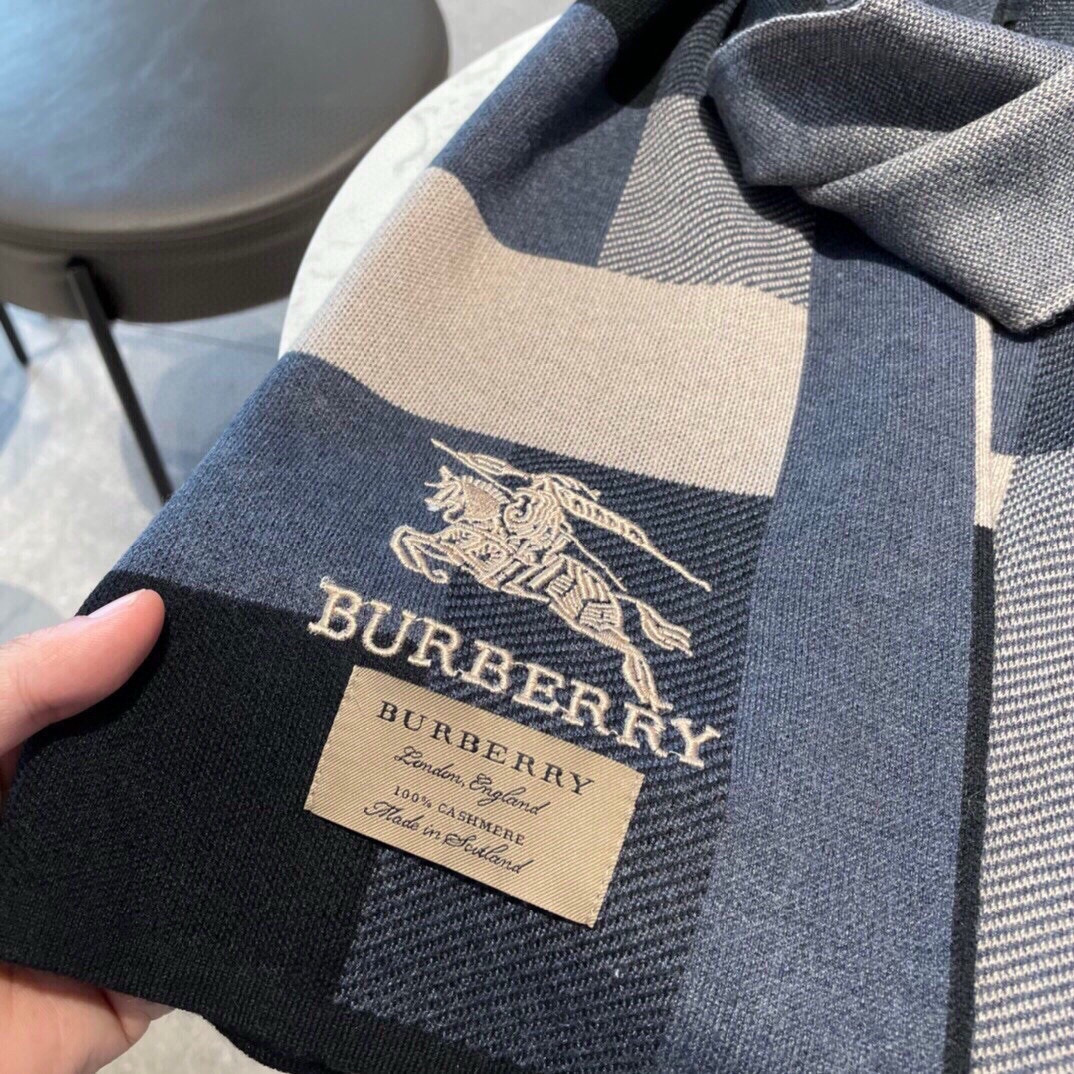 BURBERRY
BURBERRY
London, England
100% CASHMERE
Made in Scotland